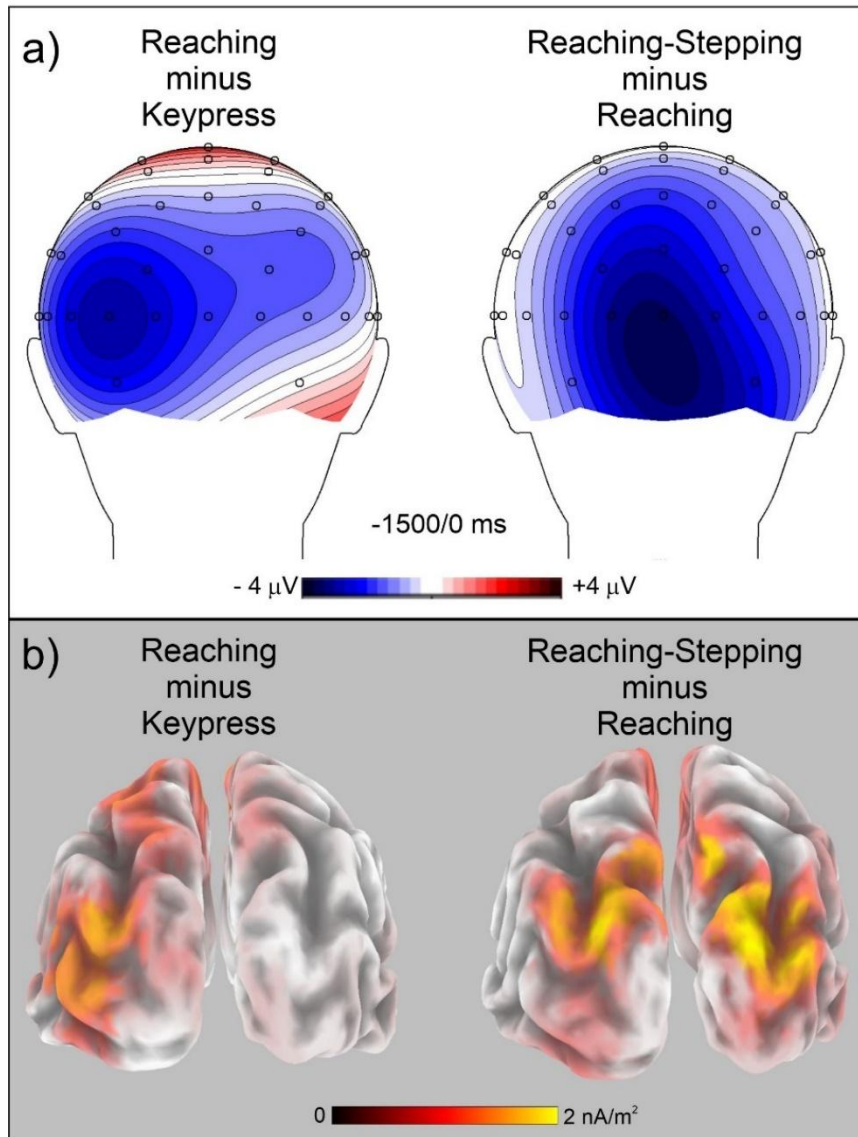 a)
Reaching
minus
Keypress
Reaching-Stepping
minus
Reaching
-1500/0 ms
- 4 µV
+4 µV
b)
Reaching
minus
Keypress
Reaching-Stepping
minus
Reaching
0
2 nA/m²